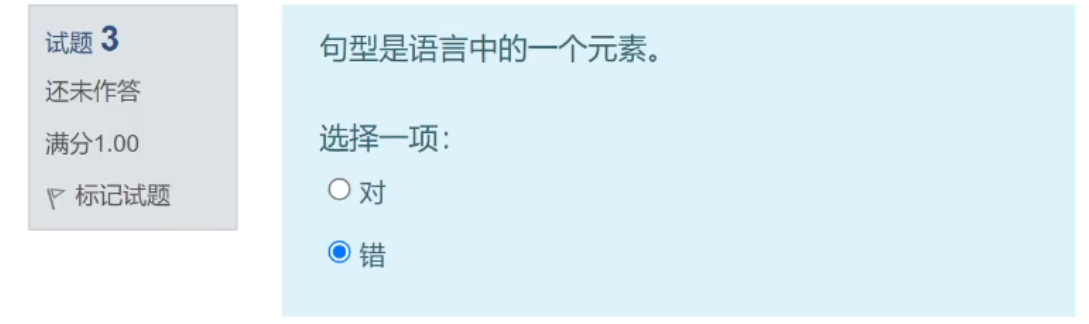 试题 3
还未作答
满分1.00
标记试题
句型是语言中的一个元素。
选择一项：
对
错